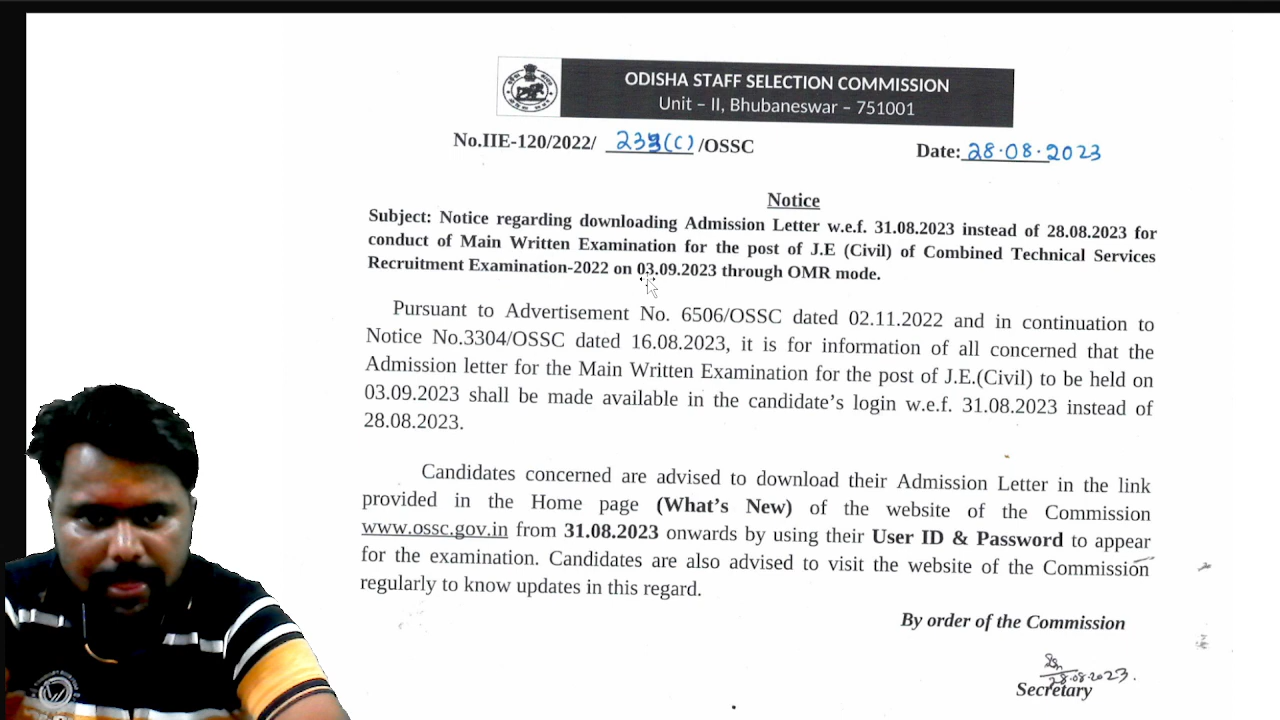 ODISHA STAFF SELECTION COMMISSION
Unit – II, Bhubaneswar – 751001
No.IIE-120/2022/ (C) /OSSC
Date: 28.08.2023
Notice
Subject: Notice regarding downloading Admission Letter w.e.f. 31.08.2023 instead of 28.08.2023 for
conduct of Main Written Examination for the post of J.E (Civil) of Combined Technical Services
Recruitment Examination-2022 on 03.09.2023 through OMR mode.
Pursuant to Advertisement No. 6506/OSSC dated 02.11.2022 and in continuation to
Notice No.3304/OSSC dated 16.08.2023, it is for information of all concerned that the
Admission letter for the Main Written Examination for the post of J.E.(Civil) to be held on
03.09.2023 shall be made available in the candidate’s login w.e.f. 31.08.2023 instead of
28.08.2023.
Candidates concerned are advised to download their Admission Letter in the link
provided in the Home page (What’s New) of the website of the Commission
www.ossc.gov.in from 31.08.2023 onwards by using their User ID & Password to appear
for the examination. Candidates are also advised to visit the website of the Commission
regularly to know updates in this regard.
By order of the Commission
28.08.2023.
Secretary